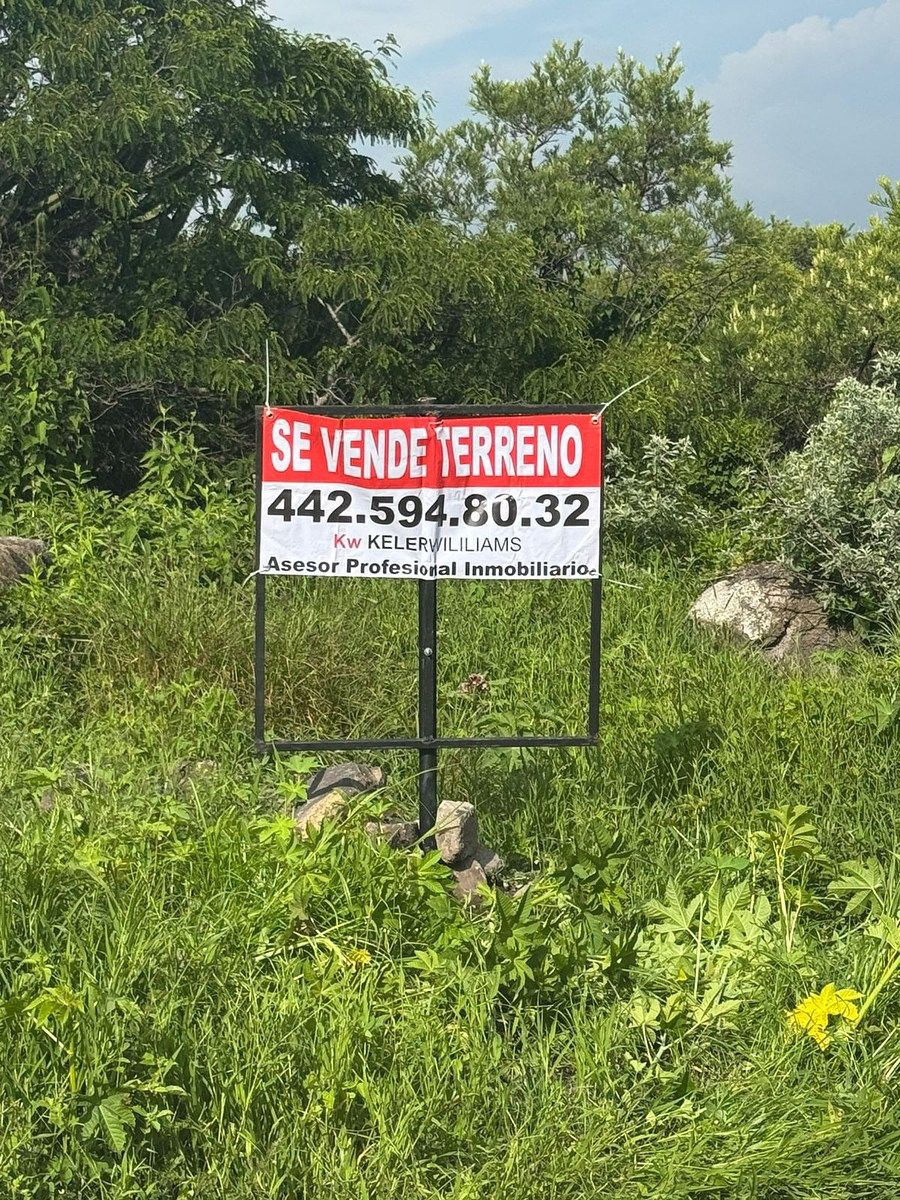 SE VENDE TERRENO
442.594.80.32
Kw KELERWILILIAMS
Asesor Profesional Inmobiliario